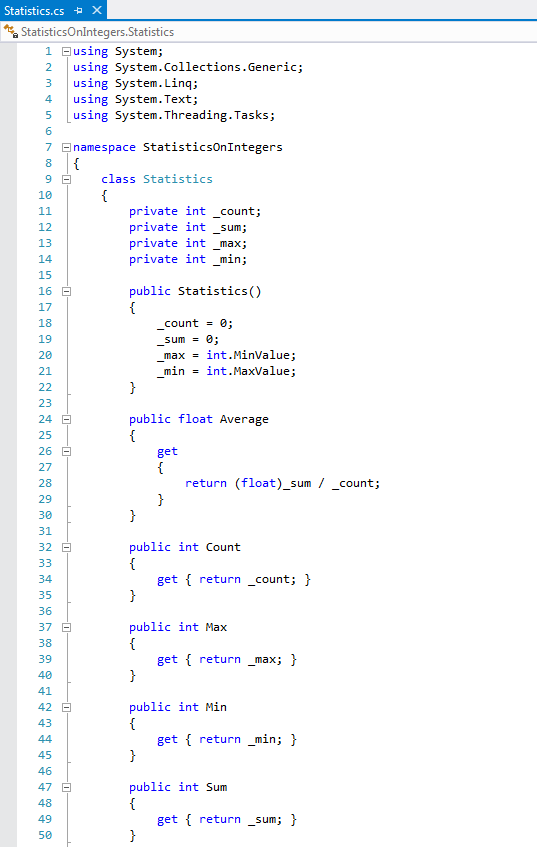 Statistics.cs
StatisticsOnIntegers.Statistics
1 using System;
2 using System.Collections.Generic;
3 using System.Linq;
4 using System.Text;
5 using System.Threading.Tasks;
6
7 namespace StatisticsOnIntegers
8 {
9     class Statistics
10     {
11         private int _count;
12         private int _sum;
13         private int _max;
14         private int _min;
15
16         public Statistics()
17         {
18             _count = 0;
19             _sum = 0;
20             _max = int.MinValue;
21             _min = int.MaxValue;
22         }
23
24         public float Average
25         {
26             get
27             {
28                 return (float)_sum / _count;
29             }
30         }
31
32         public int Count
33         {
34             get { return _count; }
35         }
36
37         public int Max
38         {
39             get { return _max; }
40         }
41
42         public int Min
43         {
44             get { return _min; }
45         }
46
47         public int Sum
48         {
49             get { return _sum; }
50         }